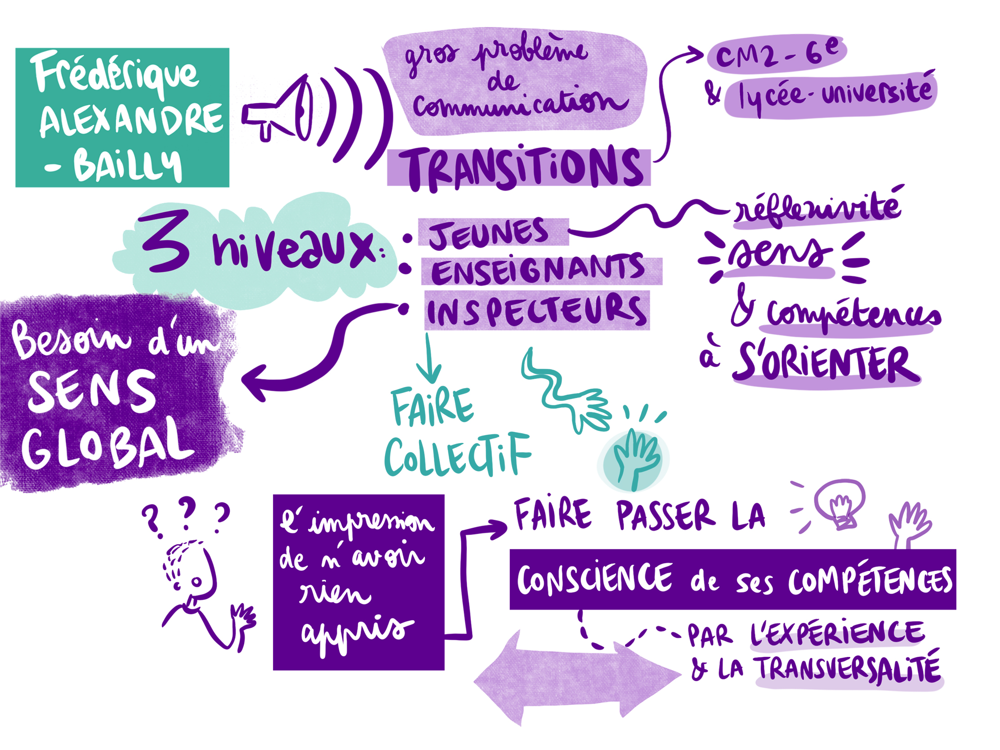 Frédérique
ALEXANDRE
- BAiLLY
gros problème
de
communication
TRANSiTiONS
CM2 - 6e
& lycée - université
3 niveaux :
• JEUNES
• ENSEiGNANTS
• INSPECTEURS
réflexivité
sens
& compétences
à S'ORiENTER
Besoin d'un
SENS
GLOBAL
FAiRE
COLLECTiF
? ? ?
l'impression
de n'avoir
rien
appris
FAiRE PASSER LA
CONSCiENCE de ses COMPÉTENCES
PAR L'EXPÉRiENCE
& LA TRANSVERSALiTÉ